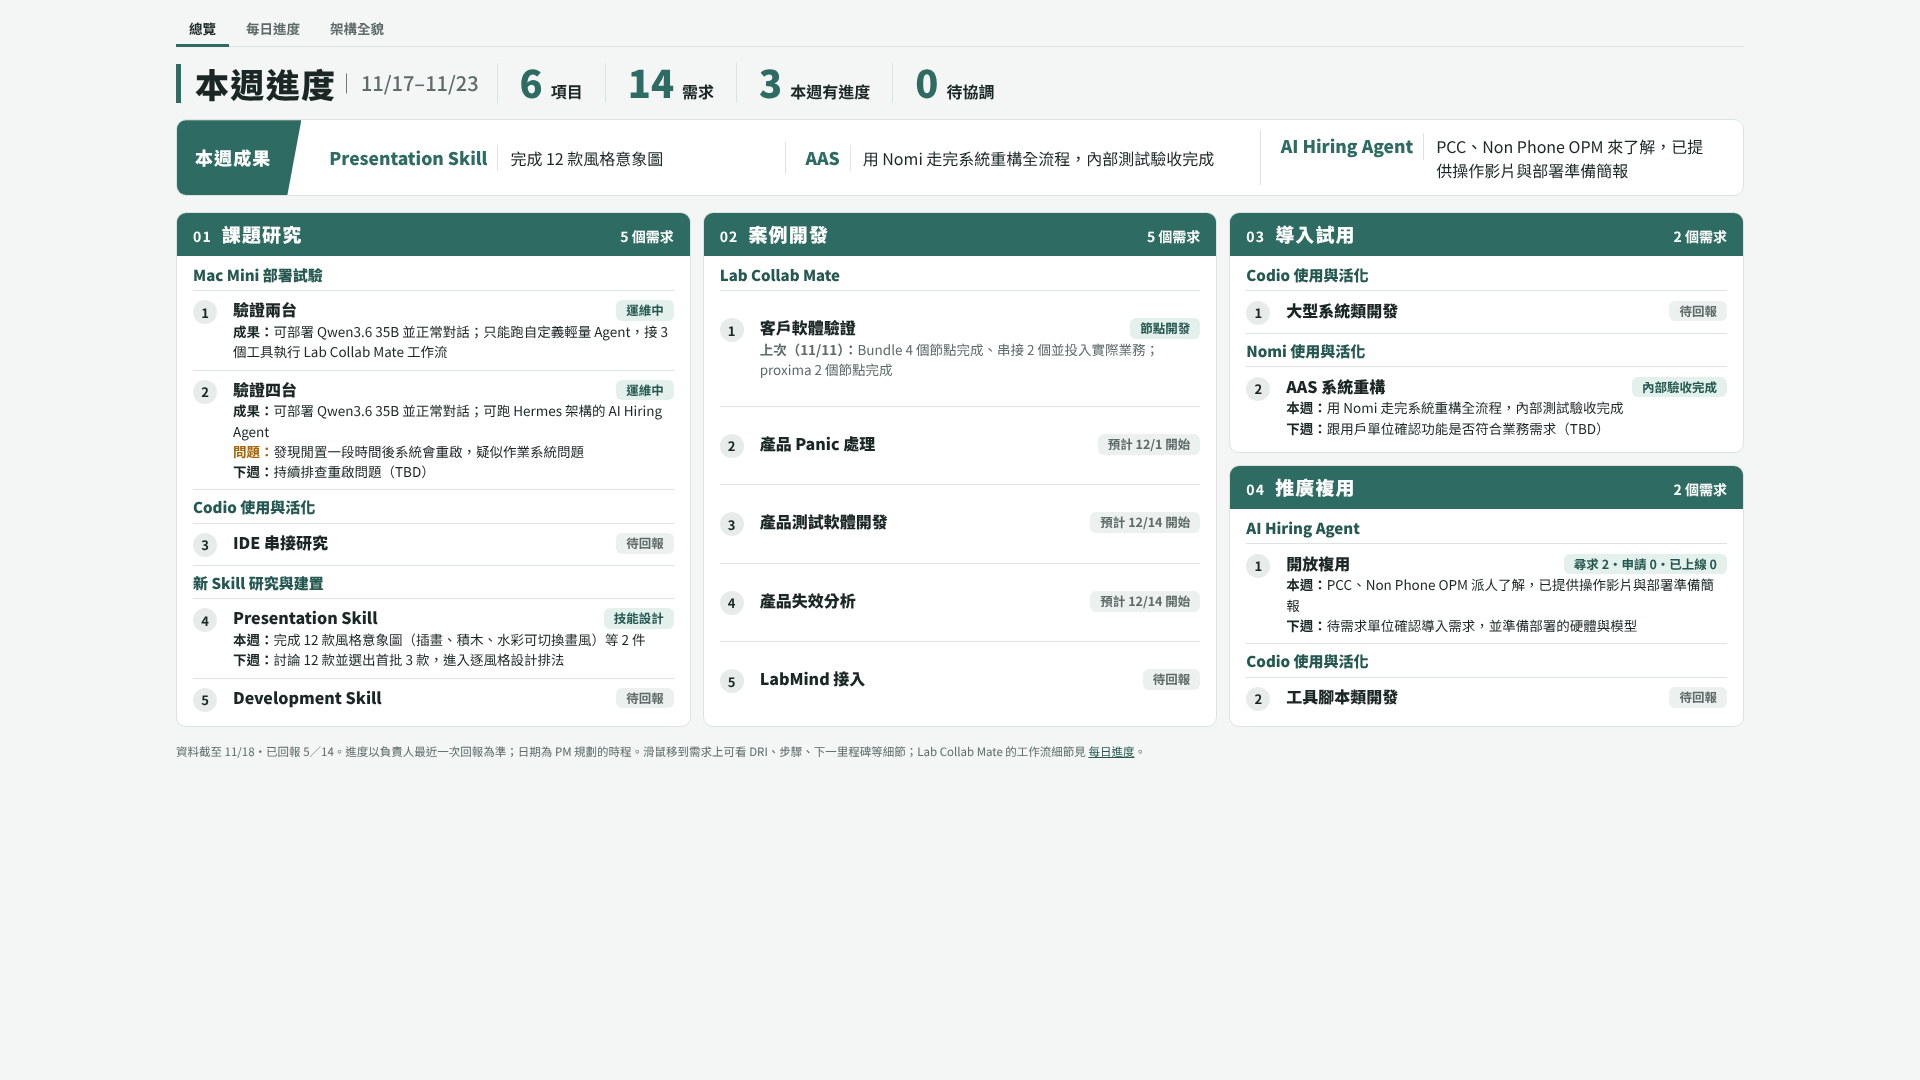 總覽
每日進度
架構全貌
本週進度
11/17–11/23
6 項目
14 需求
3 本週有進度
0 待協調
本週成果
Presentation Skill
完成 12 款風格意象圖
AAS
用 Nomi 走完系統重構全流程，內部測試驗收完成
AI Hiring Agent
PCC、Non Phone OPM 來了解，已提
供操作影片與部署準備簡報
01 課題研究
5 個需求
Mac Mini 部署試驗
1 驗證兩台
運維中
成果：可部署 Qwen3.6 35B 並正常對話；只能跑自定義輕量 Agent，接 3
個工具執行 Lab Collab Mate 工作流
2 驗證四台
運維中
成果：可部署 Qwen3.6 35B 並正常對話；可跑 Hermes 架構的 AI Hiring
Agent
問題：發現閒置一段時間後系統會重啟，疑似作業系統問題
下週：持續排查重啟問題（TBD）
Codio 使用與活化
3 IDE 串接研究
待回報
新 Skill 研究與建置
4 Presentation Skill
技能設計
本週：完成 12 款風格意象圖（插畫、積木、水彩可切換畫風）等 2 件
下週：討論 12 款並選出首批 3 款，進入逐風格設計排法
5 Development Skill
待回報
02 案例開發
5 個需求
Lab Collab Mate
1 客戶軟體驗證
節點開發
上次（11/11）：Bundle 4 個節點完成、串接 2 個並投入實際業務；
proxima 2 個節點完成
2 產品 Panic 處理
預計 12/1 開始
3 產品測試軟體開發
預計 12/14 開始
4 產品失效分析
預計 12/14 開始
5 LabMind 接入
待回報
03 導入試用
2 個需求
Codio 使用與活化
1 大型系統類開發
待回報
Nomi 使用與活化
2 AAS 系統重構
內部驗收完成
本週：用 Nomi 走完系統重構全流程，內部測試驗收完成
下週：跟用戶單位確認功能是否符合業務需求（TBD）
04 推廣複用
2 個需求
AI Hiring Agent
1 開放複用
尋求 2・申請 0・已上線 0
本週：PCC、Non Phone OPM 派人了解，已提供操作影片與部署準備簡
報
下週：待需求單位確認導入需求，並準備部署的硬體與模型
Codio 使用與活化
2 工具腳本類開發
待回報
資料截至 11/18・已回報 5／14。進度以負責人最近一次回報為準；日期為 PM 規劃的時程。滑鼠移到需求上可看 DRI、步驟、下一里程碑等細節；Lab Collab Mate 的工作流細節見 每日進度。